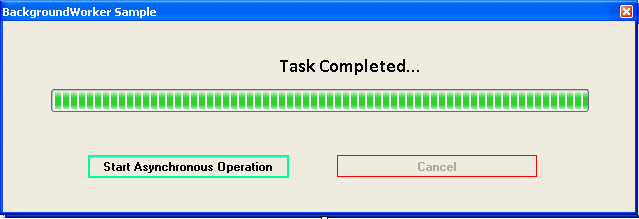 BackgroundWorker Sample
Task Completed...
Start Asynchronous Operation
Cancel